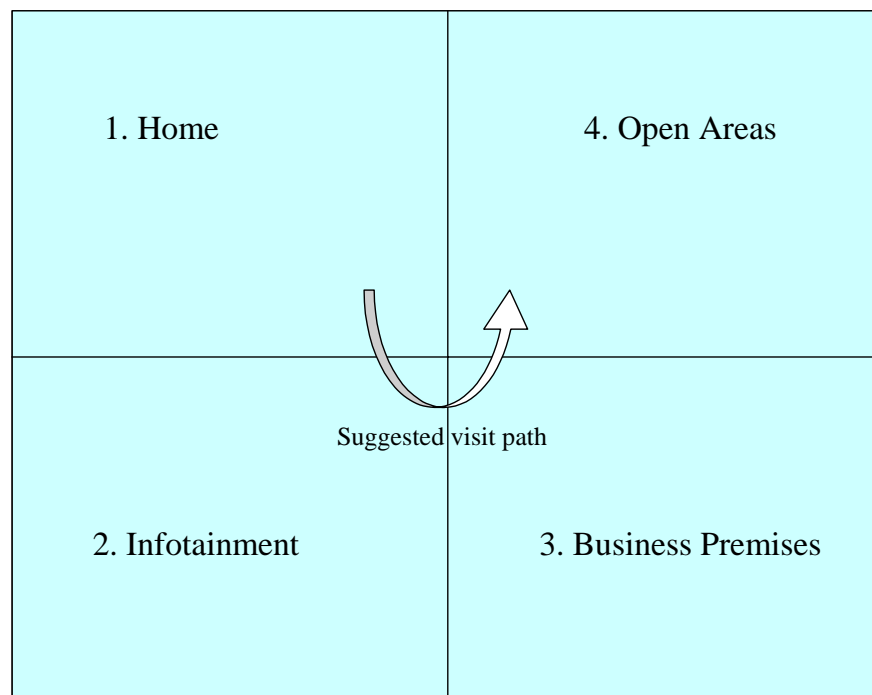 1. Home
4. Open Areas
Suggested visit path
2. Infotainment
3. Business Premises